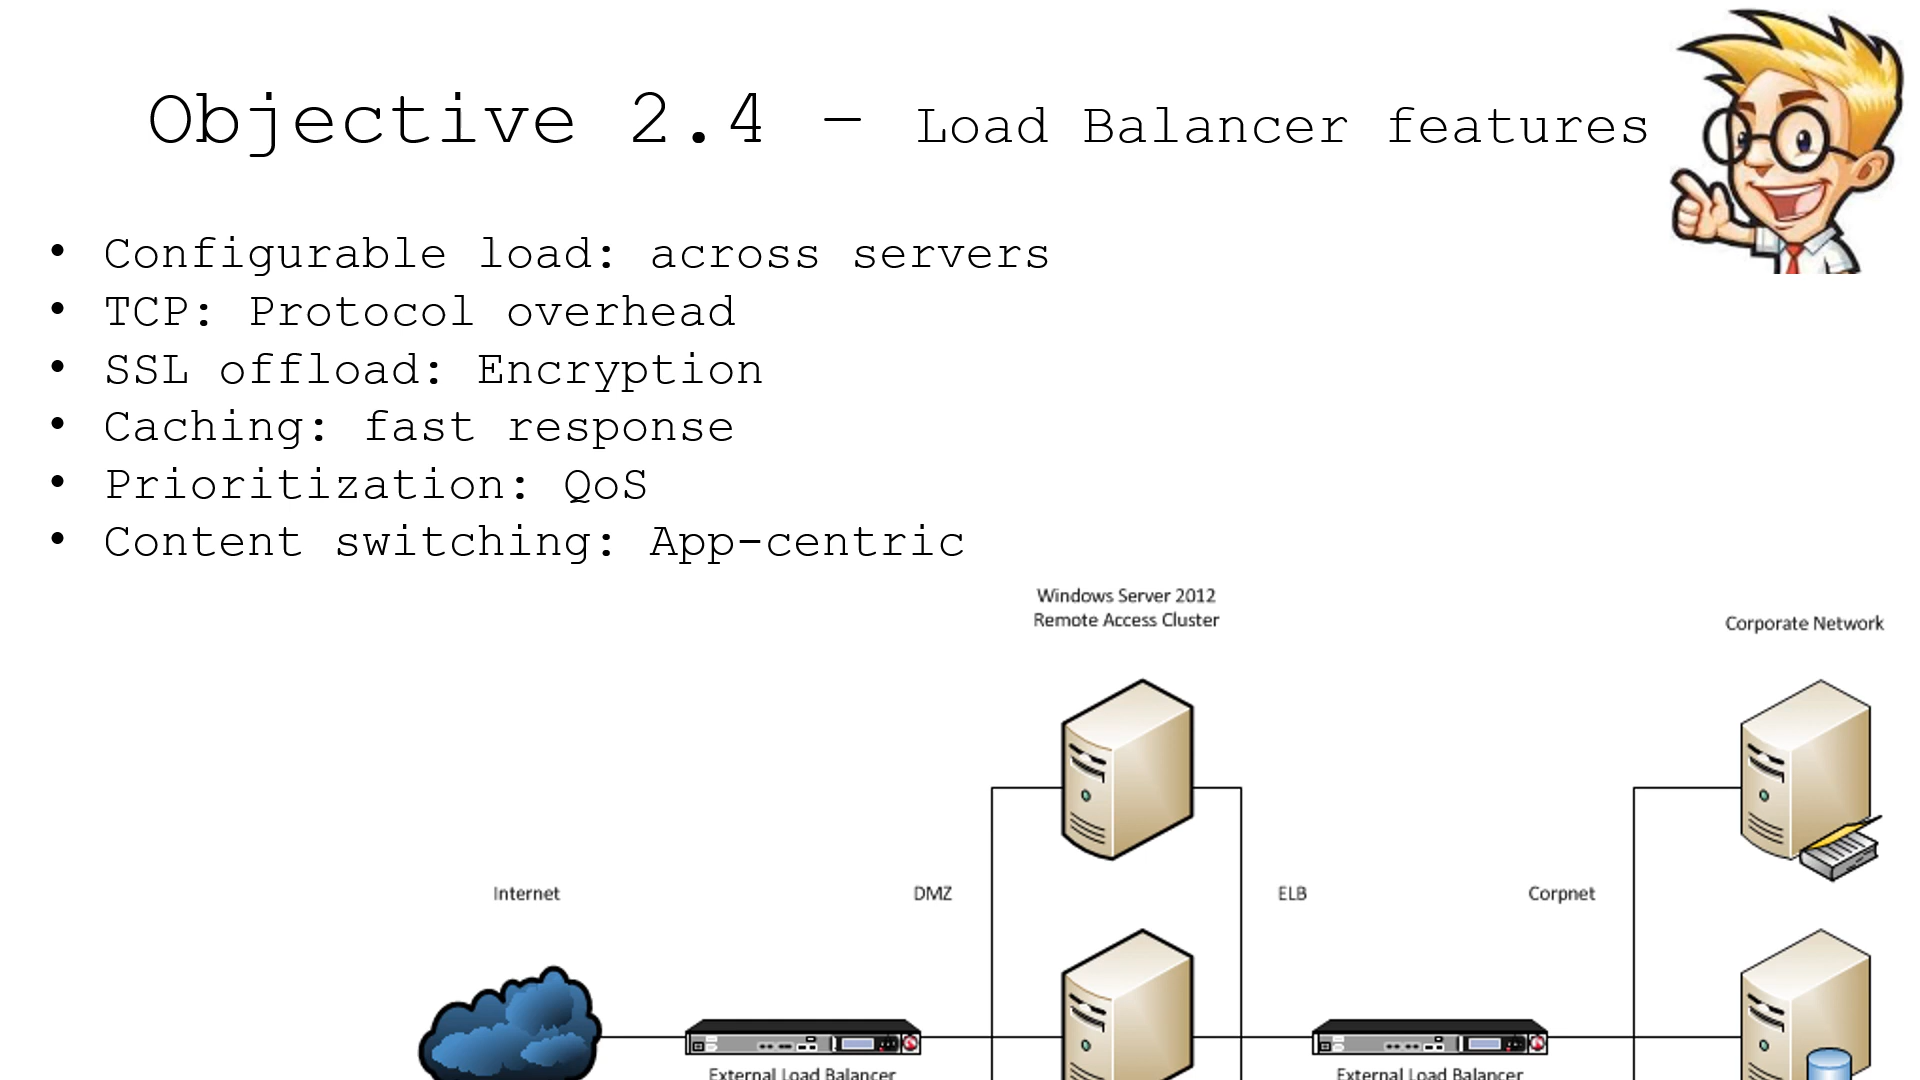 Objective 2.4 – Load Balancer features
• Configurable load: across servers
• TCP: Protocol overhead
• SSL offload: Encryption
• Caching: fast response
• Prioritization: QoS
• Content switching: App-centric
Windows Server 2012
Remote Access Cluster
Corporate Network
Internet
DMZ
ELB
Corpnet
External Load Balancer
External Load Balancer